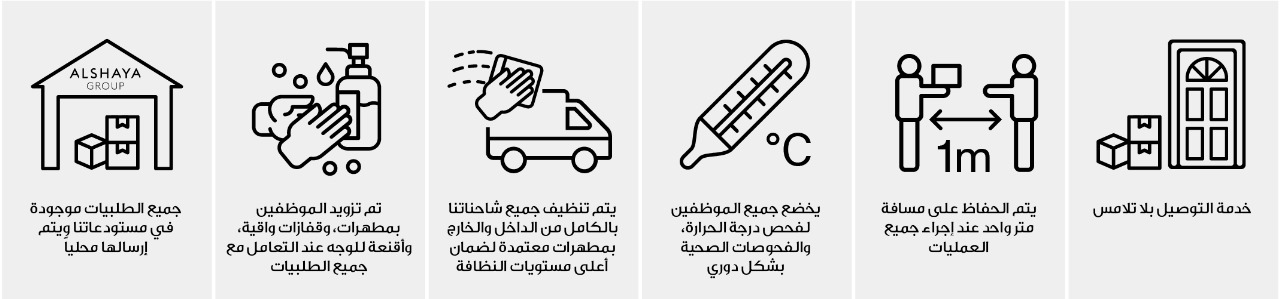 خدمة التوصيل بلا تلامس
1m
يتم الحفاظ على مسافة
متر واحد عند إجراء جميع
العمليات
°C
يخضع جميع الموظفين
لفحص درجة الحرارة،
والفحوصات الصحية
بشكل دوري
يتم تنظيف جميع شاحناتنا
بالكامل من الداخل والخارج
بمطهرات معتمدة لضمان
أعلى مستويات النظافة
تم تزويد الموظفين
بمطهرات، وقفازات واقية،
وأقنعة للوجه عند التعامل مع
جميع الطلبيات
ALSHAYA
GROUP
جميع الطلبيات موجودة
في مستودعاتنا ويتم
إرسالها محلياً